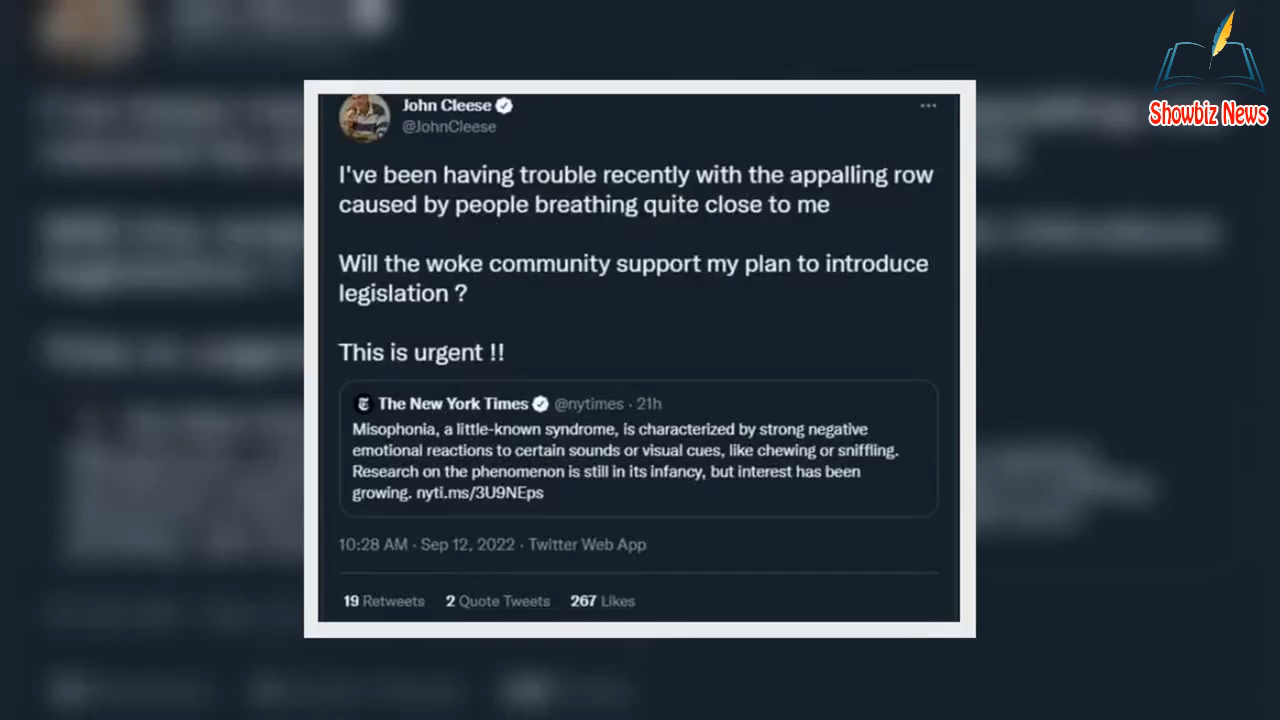 Showbiz News
John Cleese
@JohnCleese
I've been having trouble recently with the appalling row
caused by people breathing quite close to me
Will the woke community support my plan to introduce
legislation ?
This is urgent !!
The New York Times @nytimes · 21h
Misophonia, a little-known syndrome, is characterized by strong negative
emotional reactions to certain sounds or visual cues, like chewing or sniffling.
Research on the phenomenon is still in its infancy, but interest has been
growing. nyti.ms/3U9NEps
10:28 AM · Sep 12, 2022 · Twitter Web App
19 Retweets 2 Quote Tweets 267 Likes